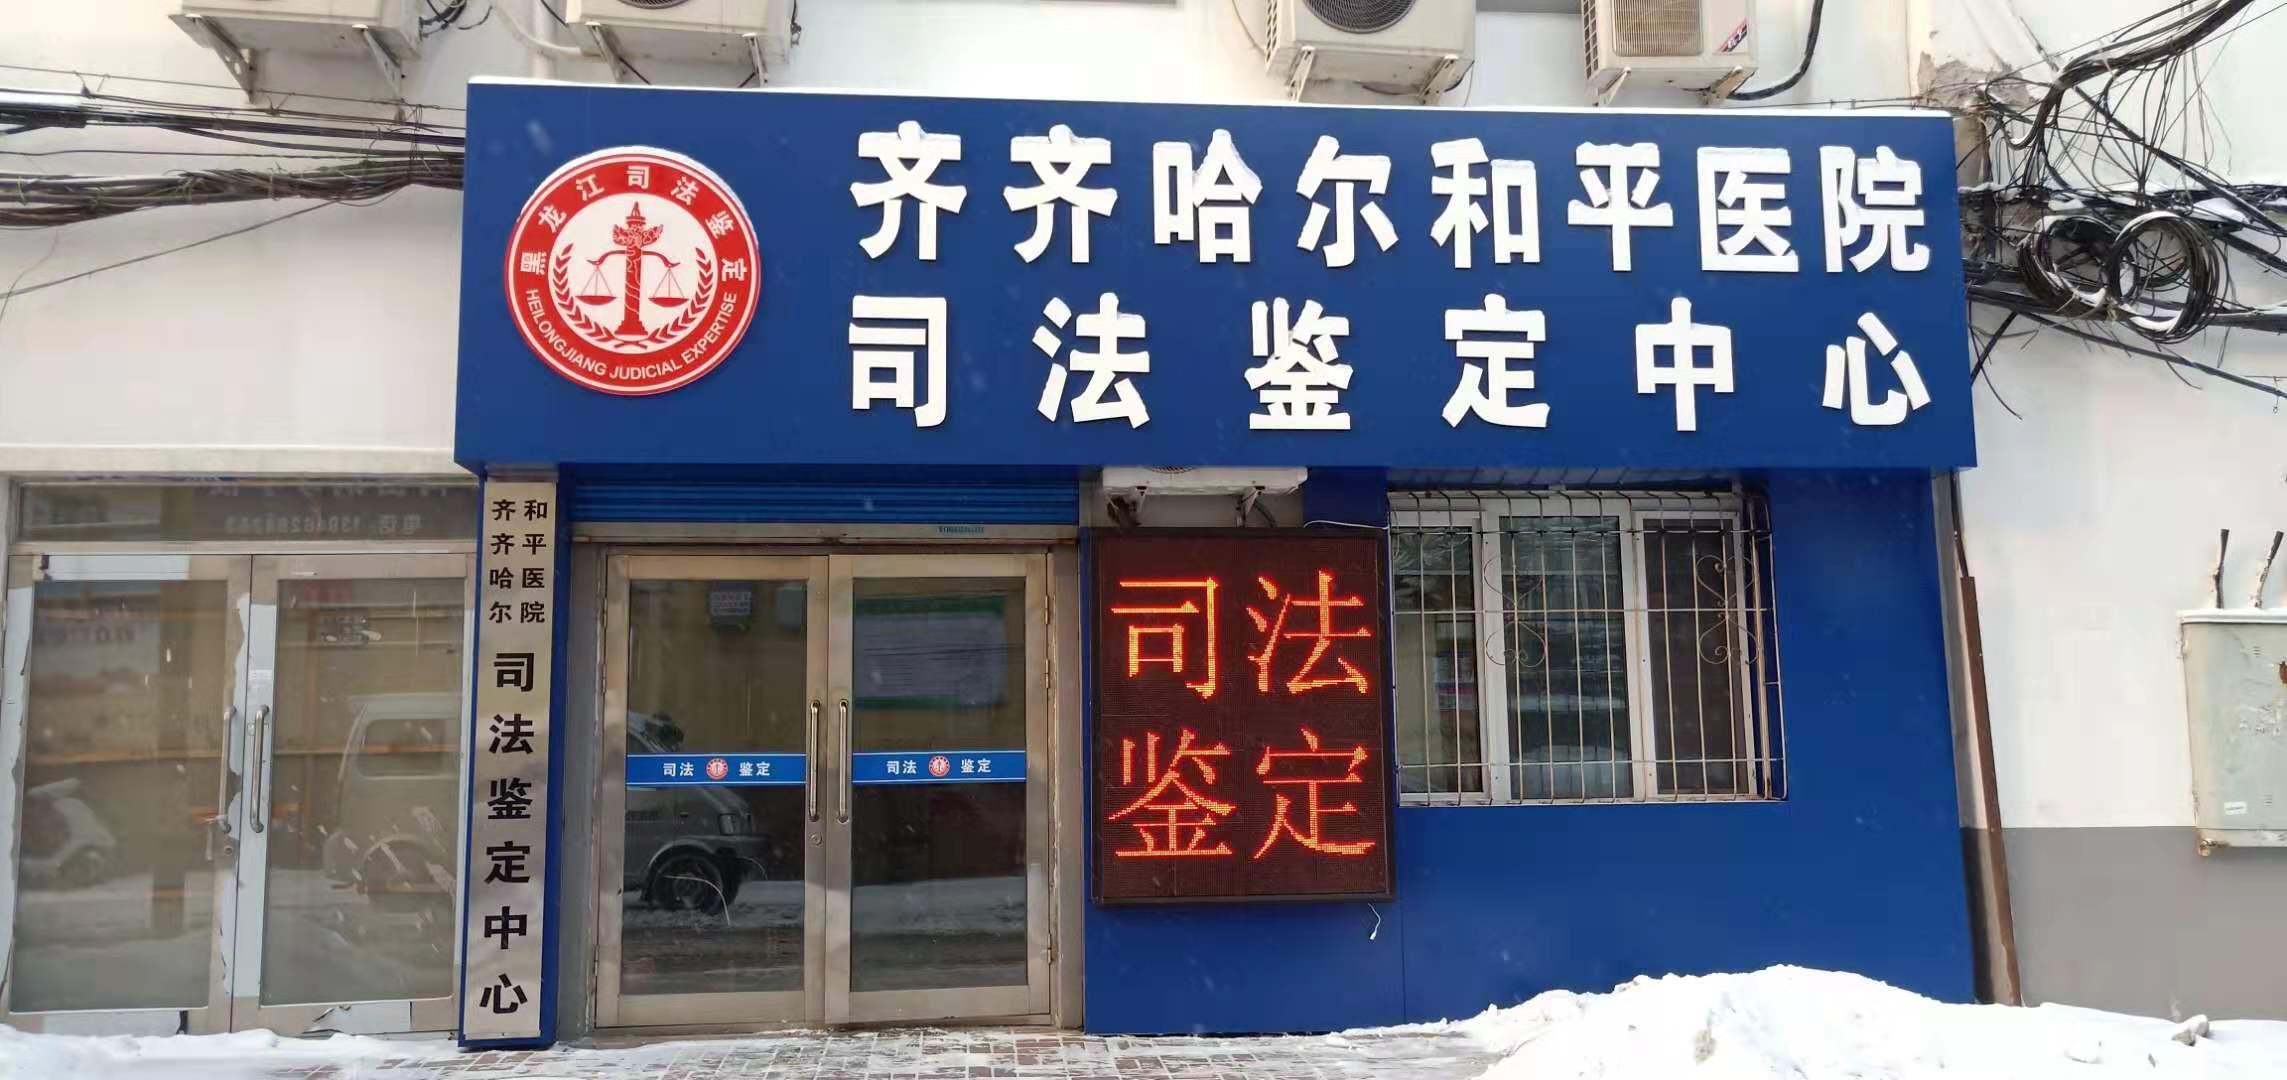 齐齐哈尔和平医院
司法鉴定中心
黑龙江司法鉴定
HEILONGJIANG JUDICIAL EXPERTISE
齐齐哈尔
和平医院
司法鉴定中心
司法 鉴定
司法 鉴定
司法
鉴定